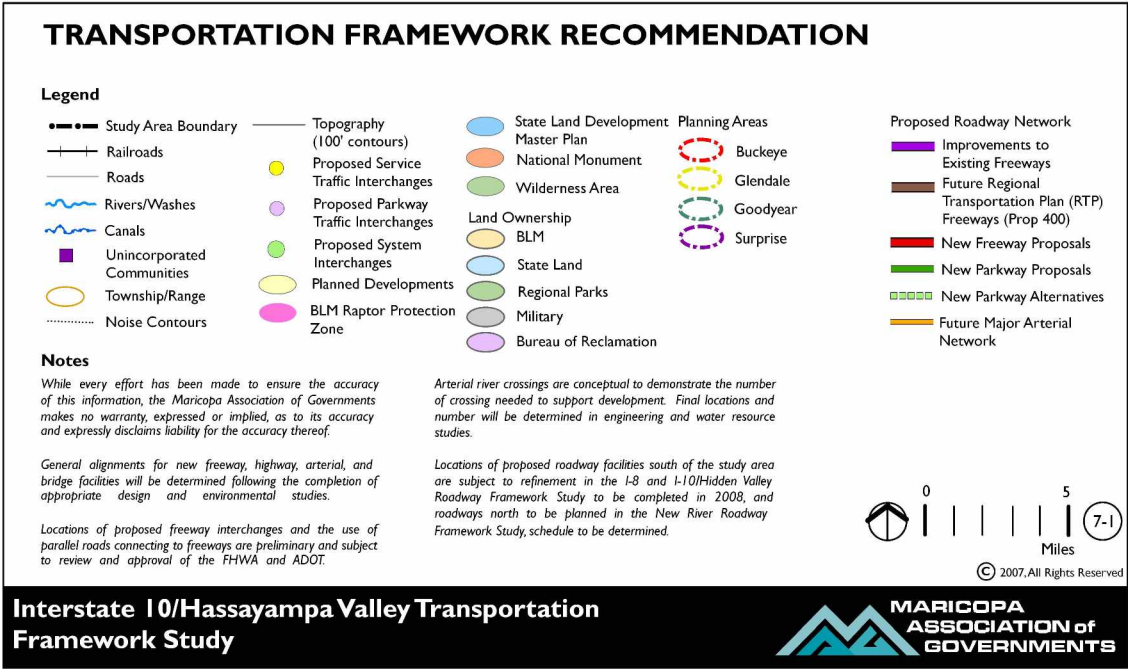 TRANSPORTATION FRAMEWORK RECOMMENDATION
Legend
Study Area Boundary
Railroads
Roads
Rivers/Washes
Canals
Unincorporated
Communities
Township/Range
Noise Contours
Topography
(100' contours)
Proposed Service
Traffic Interchanges
Proposed Parkway
Traffic Interchanges
Proposed System
Interchanges
Planned Developments
BLM Raptor Protection
Zone
State Land Development
Master Plan
National Monument
Wilderness Area
Land Ownership
BLM
State Land
Regional Parks
Military
Bureau of Reclamation
Planning Areas
Buckeye
Glendale
Goodyear
Surprise
Proposed Roadway Network
Improvements to
Existing Freeways
Future Regional
Transportation Plan (RTP)
Freeways (Prop 400)
New Freeway Proposals
New Parkway Proposals
New Parkway Alternatives
Future Major Arterial
Network
Notes
While every effort has been made to ensure the accuracy
of this information, the Maricopa Association of Governments
makes no warranty, expressed or implied, as to its accuracy
and expressly disclaims liability for the accuracy thereof.
General alignments for new freeway, highway, arterial, and
bridge facilities will be determined following the completion of
appropriate design and environmental studies.
Locations of proposed freeway interchanges and the use of
parallel roads connecting to freeways are preliminary and subject
to review and approval of the FHWA and ADOT.
Arterial river crossings are conceptual to demonstrate the number
of crossing needed to support development. Final locations and
number will be determined in engineering and water resource
studies.
Locations of proposed roadway facilities south of the study area
are subject to refinement in the I-8 and I-10/Hidden Valley
Roadway Framework Study to be completed in 2008, and
roadways north to be planned in the New River Roadway
Framework Study, schedule to be determined.
0 5
Miles
7-1
© 2007, All Rights Reserved
Interstate 10/Hassayampa Valley Transportation
Framework Study
MARICOPA
ASSOCIATION of
GOVERNMENTS